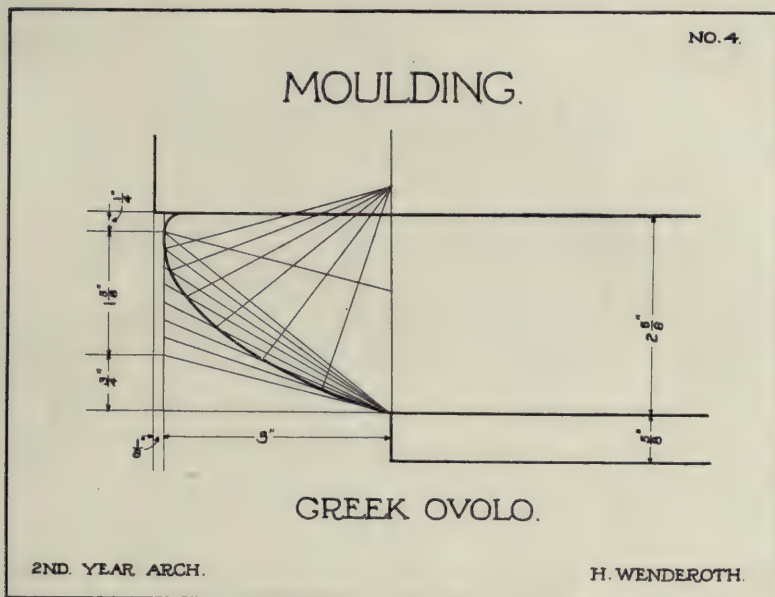 NO. 4.
MOULDING.
1/4"
1 5/8"
3/4"
1/8"
3"
2 5/8"
5/8"
GREEK OVOLO.
2ND. YEAR ARCH.
H. WENDEROTH.